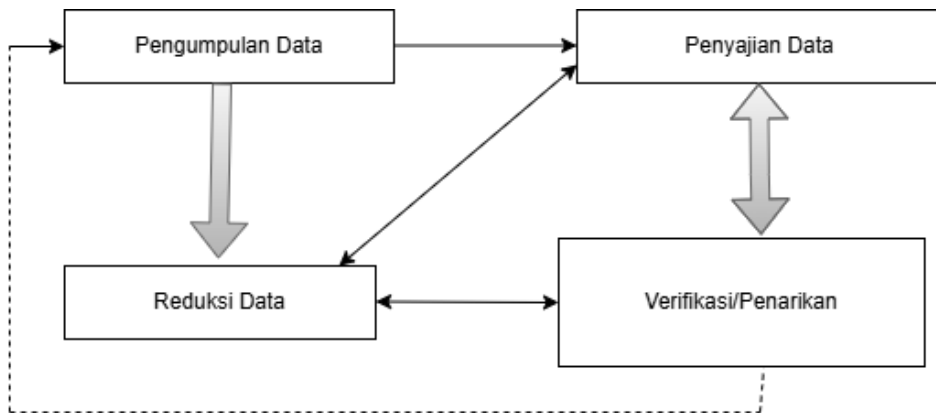 Pengumpulan Data
Penyajian Data
Reduksi Data
Verifikasi/Penarikan